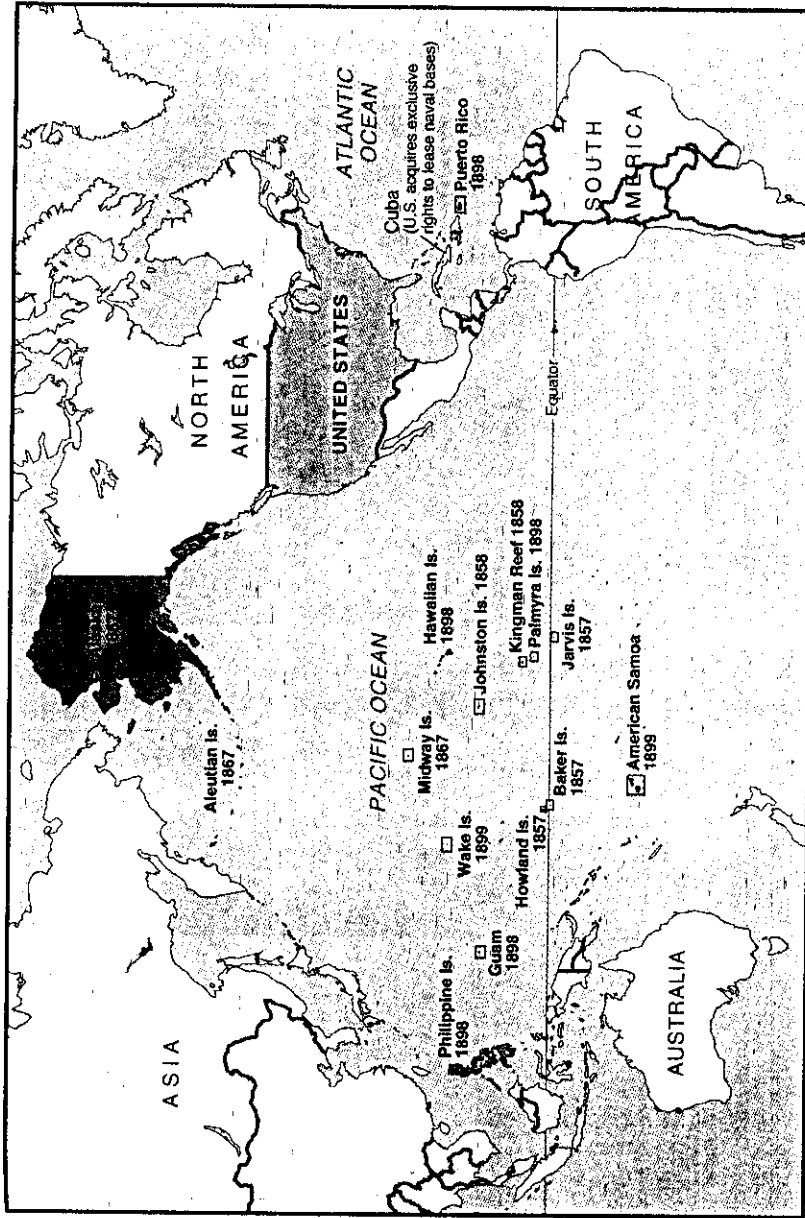 ASIA
NORTH
AMERICA
UNITED STATES
ATLANTIC
OCEAN
Cuba
(U.S. acquires exclusive
rights to lease naval bases)
Puerto Rico
1898
SOUTH
AMERICA
Equator
PACIFIC OCEAN
Aleutian Is.
1867
Midway Is.
1867
Hawaiian Is.
1898
Johnston Is. 1858
Kingman Reef 1858
Palmyra Is. 1898
Jarvis Is.
1857
Wake Is.
1899
Howland Is.
1857
Baker Is.
1857
American Samoa
1899
Philippine Is.
1898
Guam
1898
AUSTRALIA